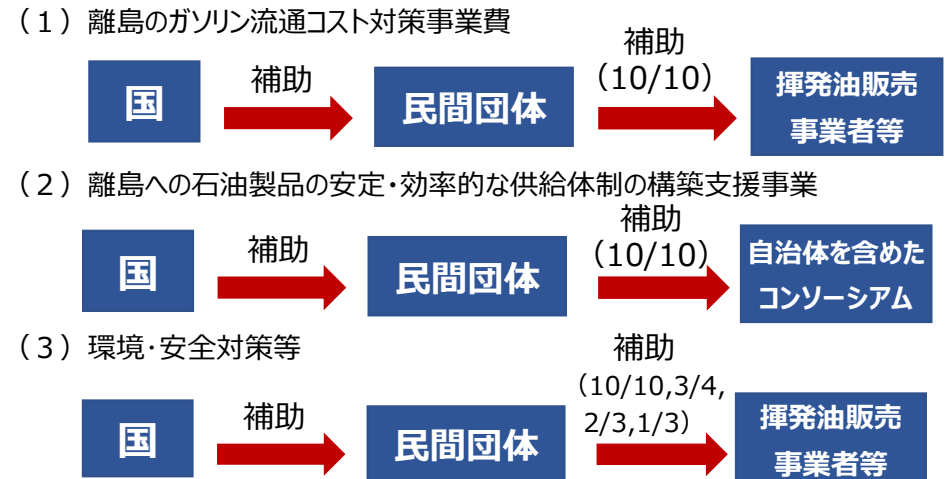 （1）離島のガソリン流通コスト対策事業費
国
補助
民間団体
補助
（10/10）
揮発油販売
事業者等
（2）離島への石油製品の安定・効率的な供給体制の構築支援事業
国
補助
民間団体
補助
（10/10）
自治体を含めた
コンソーシアム
（3）環境・安全対策等
国
補助
民間団体
補助
（10/10,3/4,
2/3,1/3）
揮発油販売
事業者等